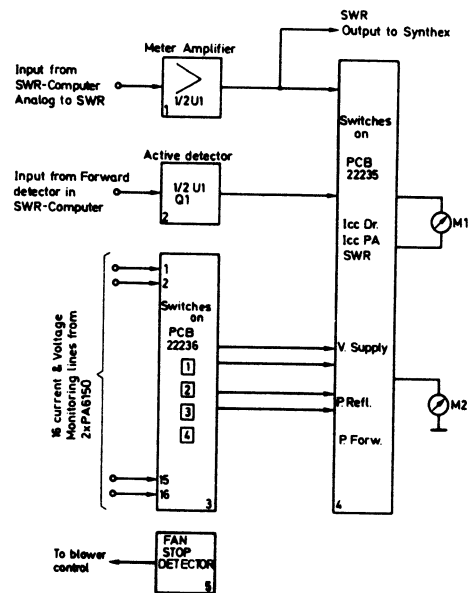 SWR
Output to Synthex
Meter Amplifier
Input from
SWR-Computer
Analog to SWR
1/2 U1
1
Active detector
Input from Forward
detector in
SWR-Computer
1/2 U1
Q1
2
Switches
on
PCB
22235
Icc Dr.
Icc PA
SWR
M1
16 current & Voltage
Monitoring lines from
2xPA6150
1
2
Switches
on
PCB
22236
1
2
3
4
15
16
3
V. Supply
P.Refl.
P. Forw.
4
M2
To blower
control
FAN
STOP
DETECTOR
5